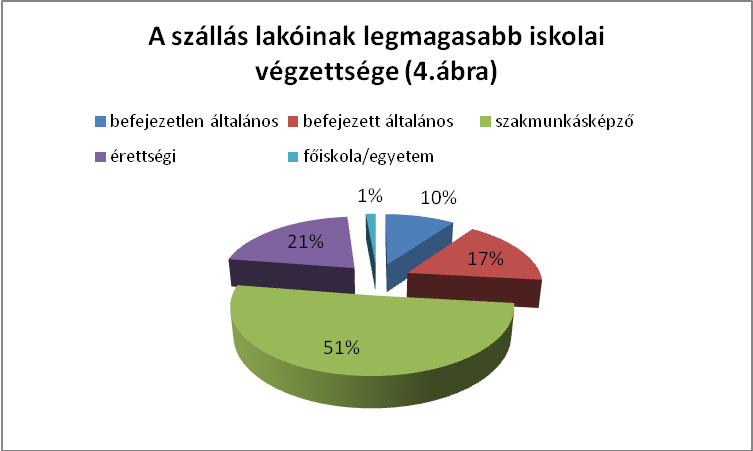 A szállás lakóinak legmagasabb iskolai
végzettsége (4.ábra)
befejezetlen általános befejezett általános szakmunkásképző
érettségi főiskola/egyetem
1% 10%
21% 17%
51%